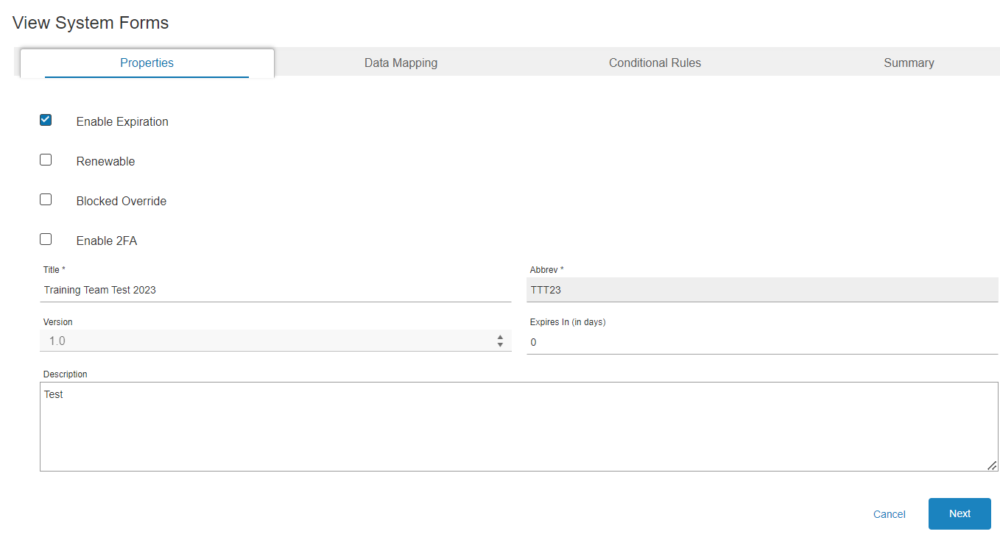 View System Forms
Properties Data Mapping Conditional Rules Summary
Enable Expiration
Renewable
Blocked Override
Enable 2FA
Title * Abbrev *
Training Team Test 2023 TTT23
Version Expires In (in days)
1.0 0
Description
Test
Cancel Next